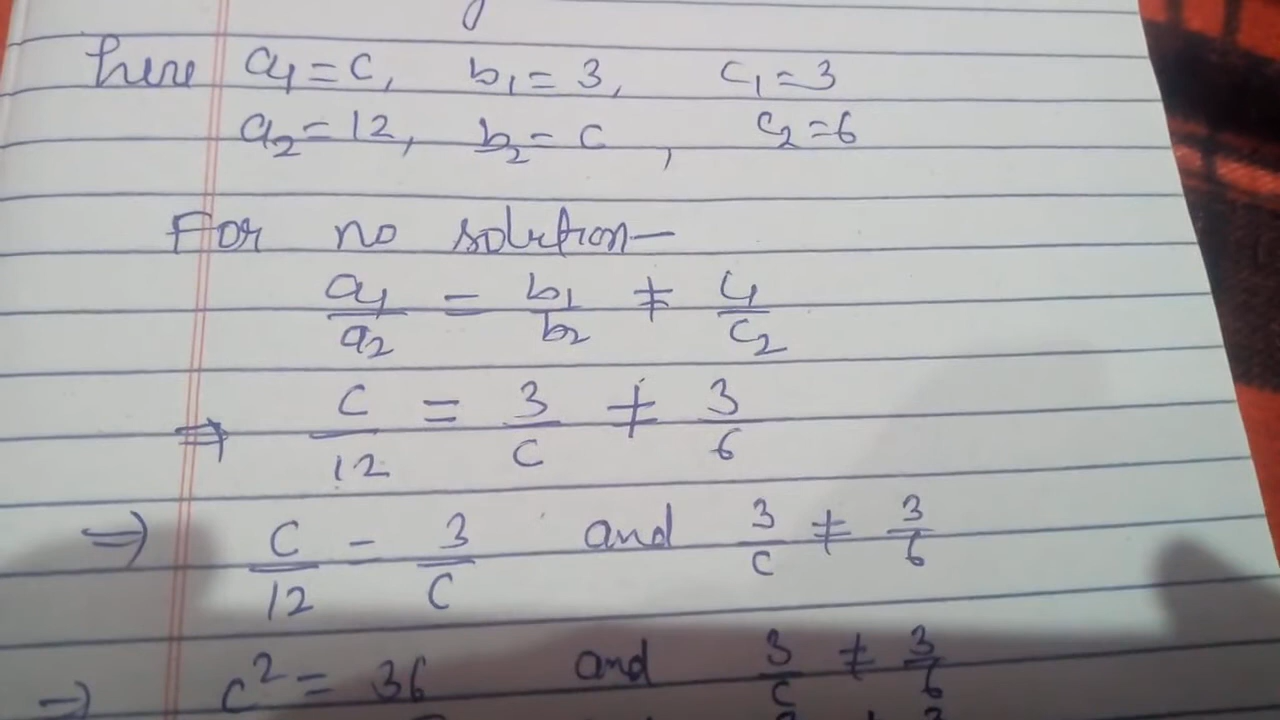 here a₁ = c, b₁ = 3, c₁ = 3
a₂ = 12, b₂ = c , c₂ = 6
For no solution—
a₁/a₂ = b₁/b₂ ≠ c₁/c₂
⇒ c/12 = 3/c ≠ 3/6
⇒ c/12 - 3/c and 3/c ≠ 3/6
⇒ c² = 36 and 3/c ≠ 3/6